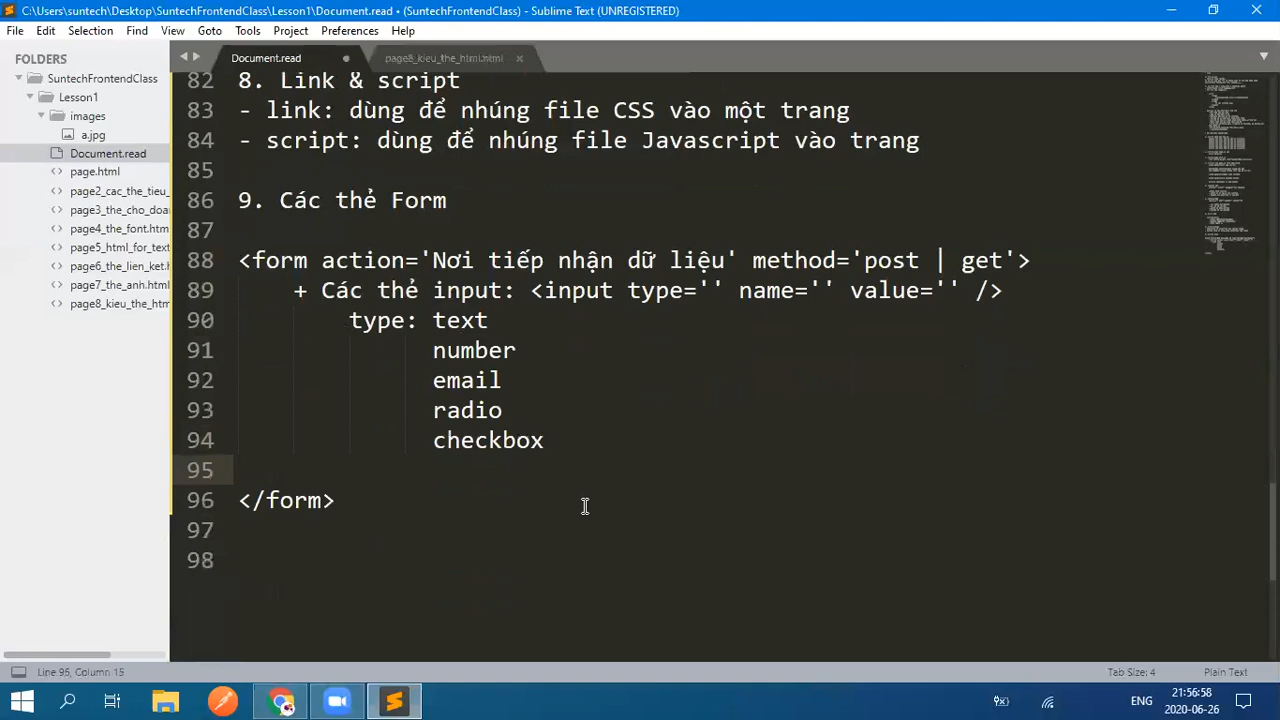 C:\Users\suntech\Desktop\SuntechFrontendClass\Lesson1\Document.read • (SuntechFrontendClass) - Sublime Text (UNREGISTERED)
File Edit Selection Find View Goto Tools Project Preferences Help
FOLDERS
SuntechFrontendClass
Lesson1
images
a.jpg
Document.read
page.html
page2_cac_the_tieu_
page3_the_cho_doa
page4_the_font.htm
page5_html_for_text
page6_the_lien_ket.h
page7_the_anh.html
page8_kieu_the_htm
Document.read
page8_kieu_the_html.html
82 8. Link & script
83 - link: dùng để nhúng file CSS vào một trang
84 - script: dùng để nhúng file Javascript vào trang
85
86 9. Các thẻ Form
87
88 <form action='Nơi tiếp nhận dữ liệu' method='post | get'>
89 + Các thẻ input: <input type='' name='' value='' />
90 type: text
91 number
92 email
93 radio
94 checkbox
95
96 </form>
97
98
Line 95, Column 15
Tab Size: 4
Plain Text
ENG
21:56:58
2020-06-26